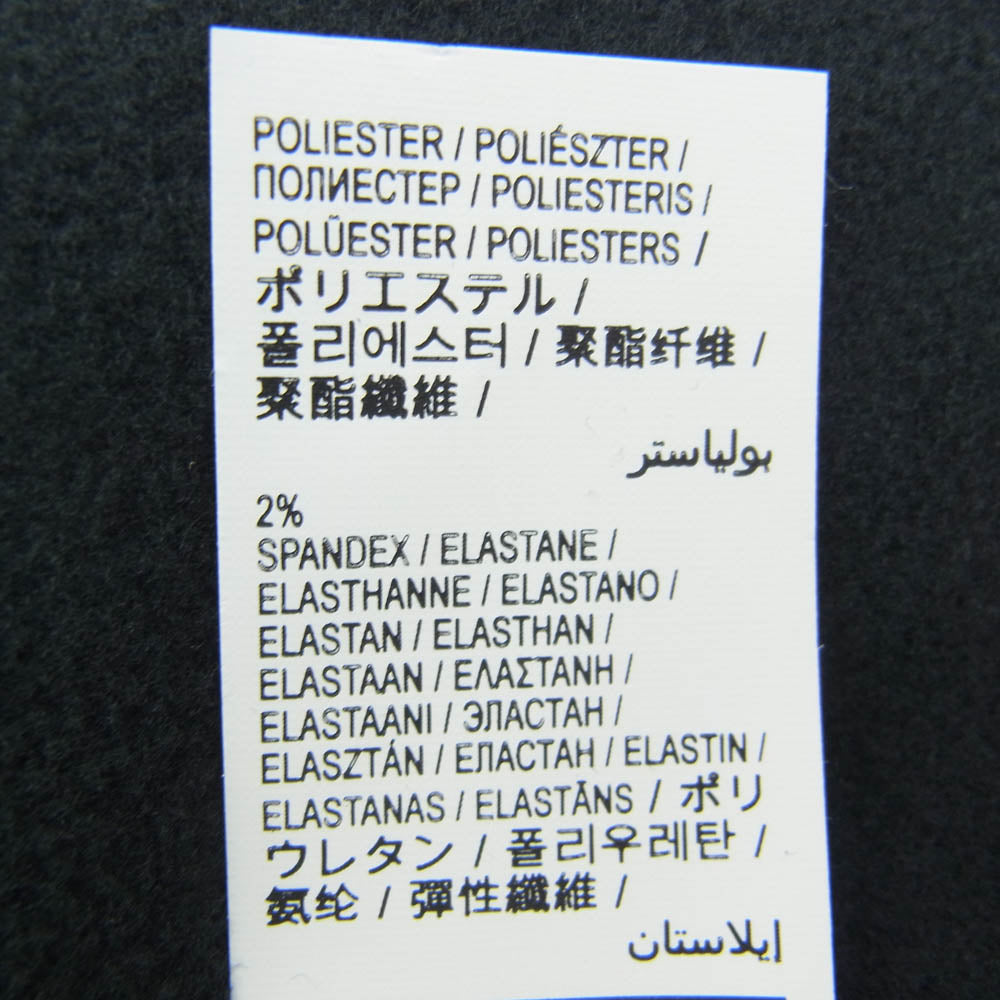 POLIESTER / POLIÉSZTER /
ПОЛИЕСТЕР / POLIESTERIS /
POLÜESTER / POLIESTERS /
ポリエステル /
폴리에스터 / 聚酯纤维 /
聚酯纖維 /
بولياستر
2%
SPANDEX / ELASTANE /
ELASTHANNE / ELASTANO /
ELASTAN / ELASTHAN /
ELASTAAN / ΕΛΑΣΤΑΝΗ /
ELASTAANI / ЭЛАСТАН /
ELASZTÁN / ЕЛАСТАН / ELASTIN /
ELASTANAS / ELASTĀNS / ポリ
ウレタン / 폴리우레탄 /
氨纶 / 彈性纖維 /
إيلاستان